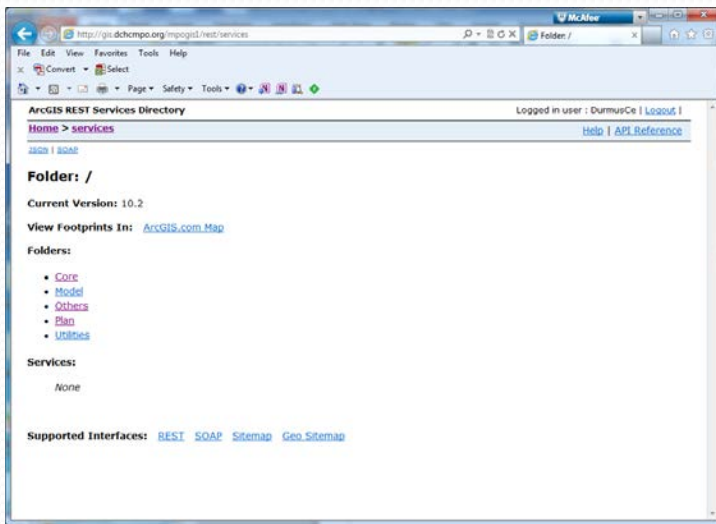 McAfee
http://gis.dchcmpo.org/mpogis1/rest/services
Folder: /
File Edit View Favorites Tools Help
Convert Select
Page Safety Tools
ArcGIS REST Services Directory
Logged in user : DurmusCe | Logout |
Home > services
Help | API Reference
JSON | SOAP
Folder: /
Current Version: 10.2
View Footprints In: ArcGIS.com Map
Folders:
Core
Model
Others
Plan
Utilities
Services:
None
Supported Interfaces: REST SOAP Sitemap Geo Sitemap